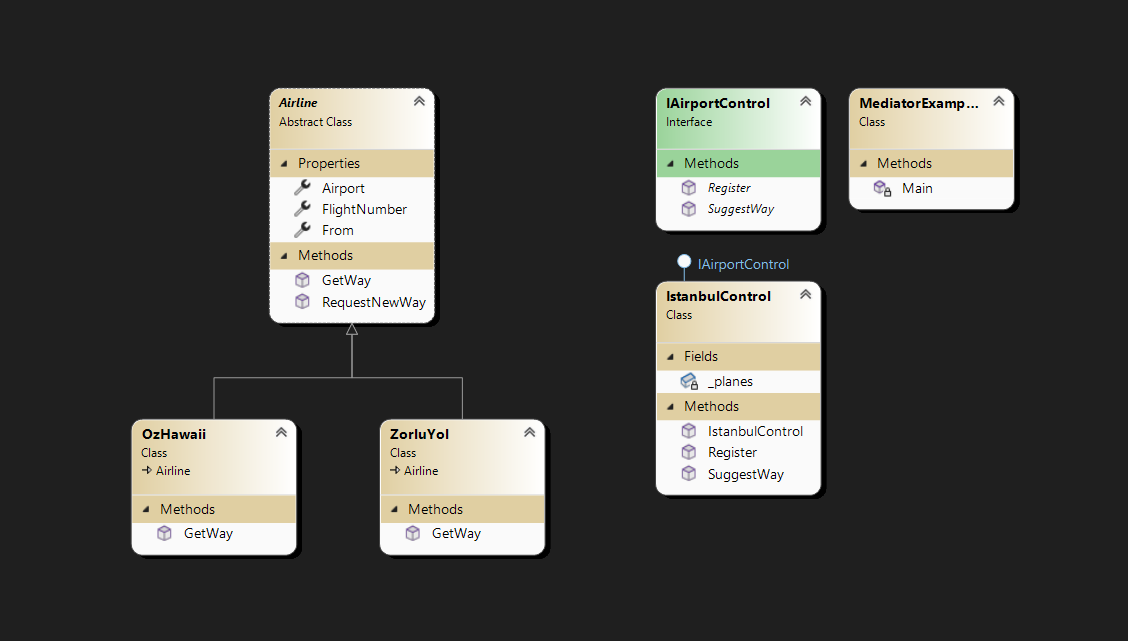 Airline
Abstract Class
Properties
Airport
FlightNumber
From
Methods
GetWay
RequestNewWay
IAirportControl
Interface
Methods
Register
SuggestWay
MediatorExamp...
Class
Methods
Main
IAirportControl
IstanbulControl
Class
Fields
_planes
Methods
IstanbulControl
Register
SuggestWay
OzHawaii
Class
Airline
Methods
GetWay
ZorluYol
Class
Airline
Methods
GetWay